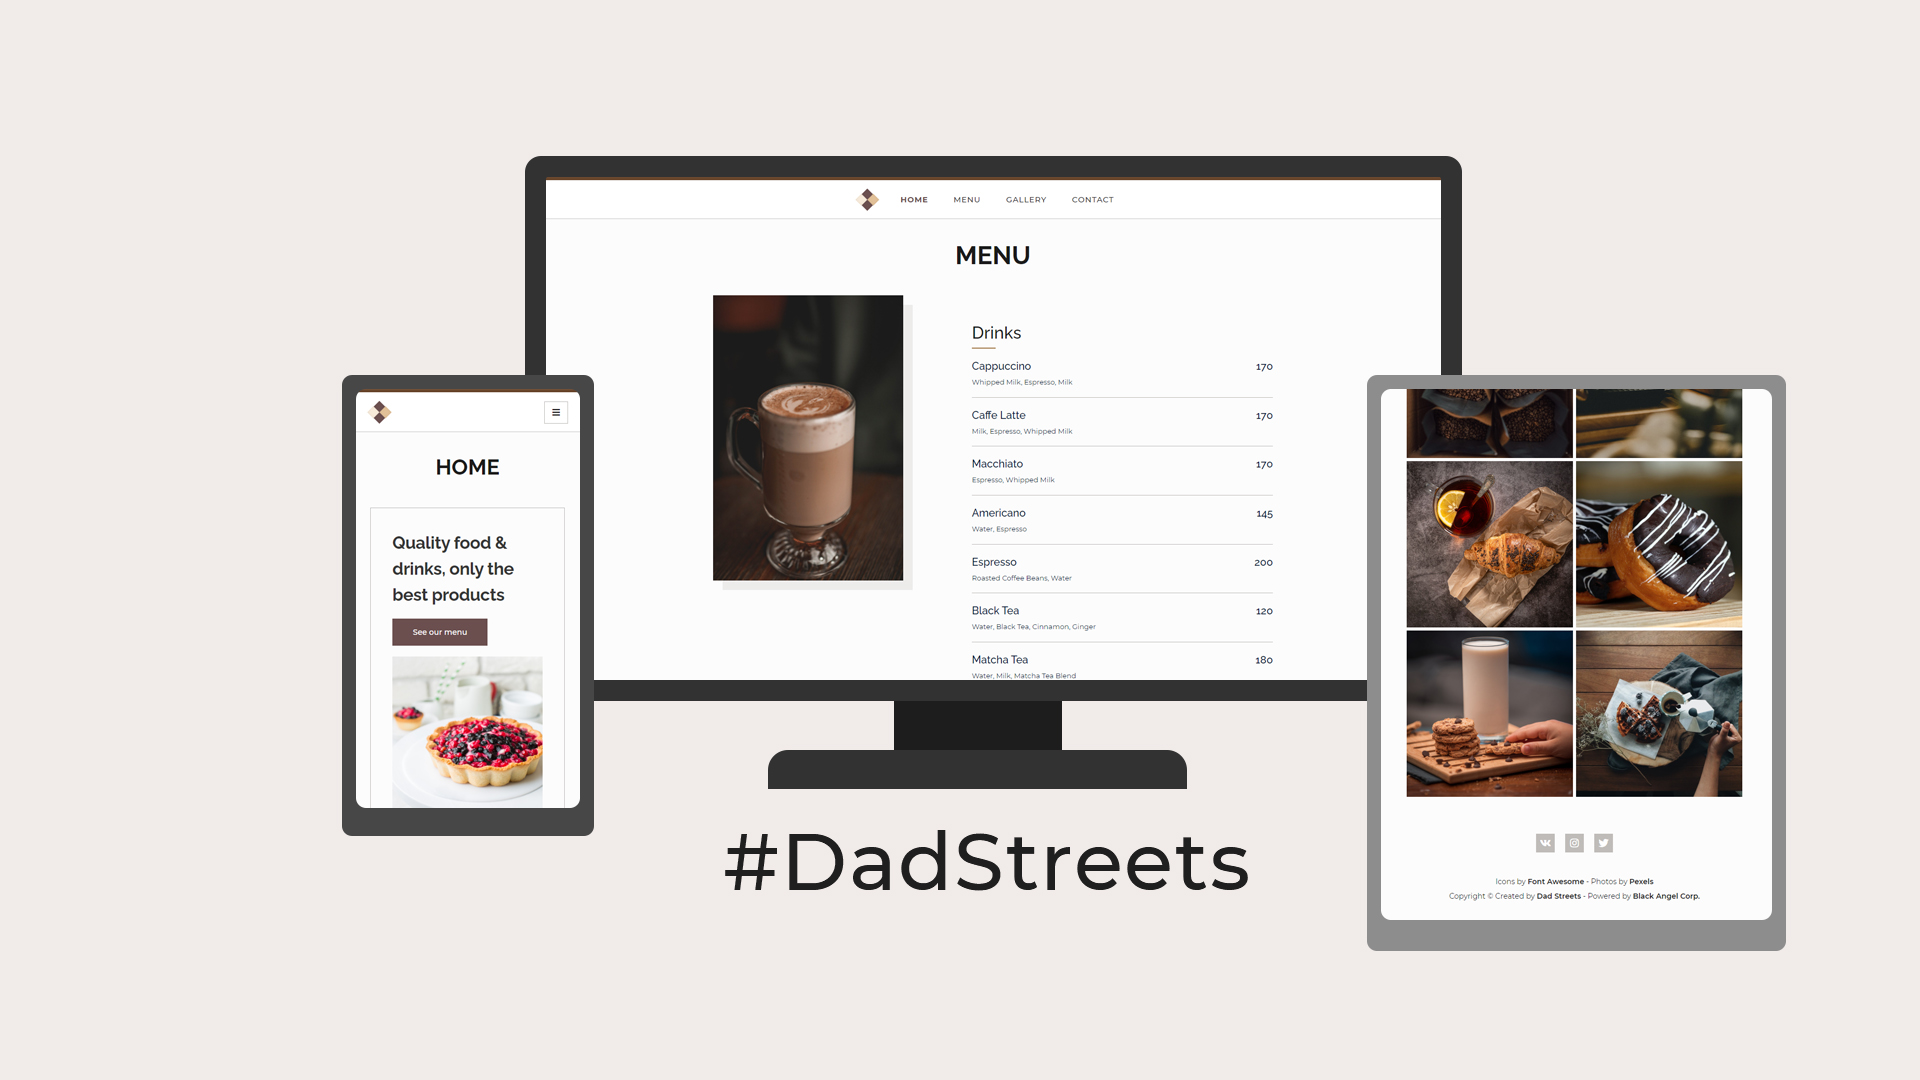 HOME MENU GALLERY CONTACT
MENU
Drinks
Cappuccino 170
Whipped Milk, Espresso, Milk
Caffe Latte 170
Milk, Espresso, Whipped Milk
Macchiato 170
Espresso, Whipped Milk
Americano 145
Water, Espresso
Espresso 200
Roasted Coffee Beans, Water
Black Tea 120
Water, Black Tea, Cinnamon, Ginger
Matcha Tea 180
Water, Milk, Matcha Tea Blend
HOME
Quality food &
drinks, only the
best products
See our menu
Icons by Font Awesome - Photos by Pexels
Copyright © Created by Dad Streets - Powered by Black Angel Corp.
#DadStreets